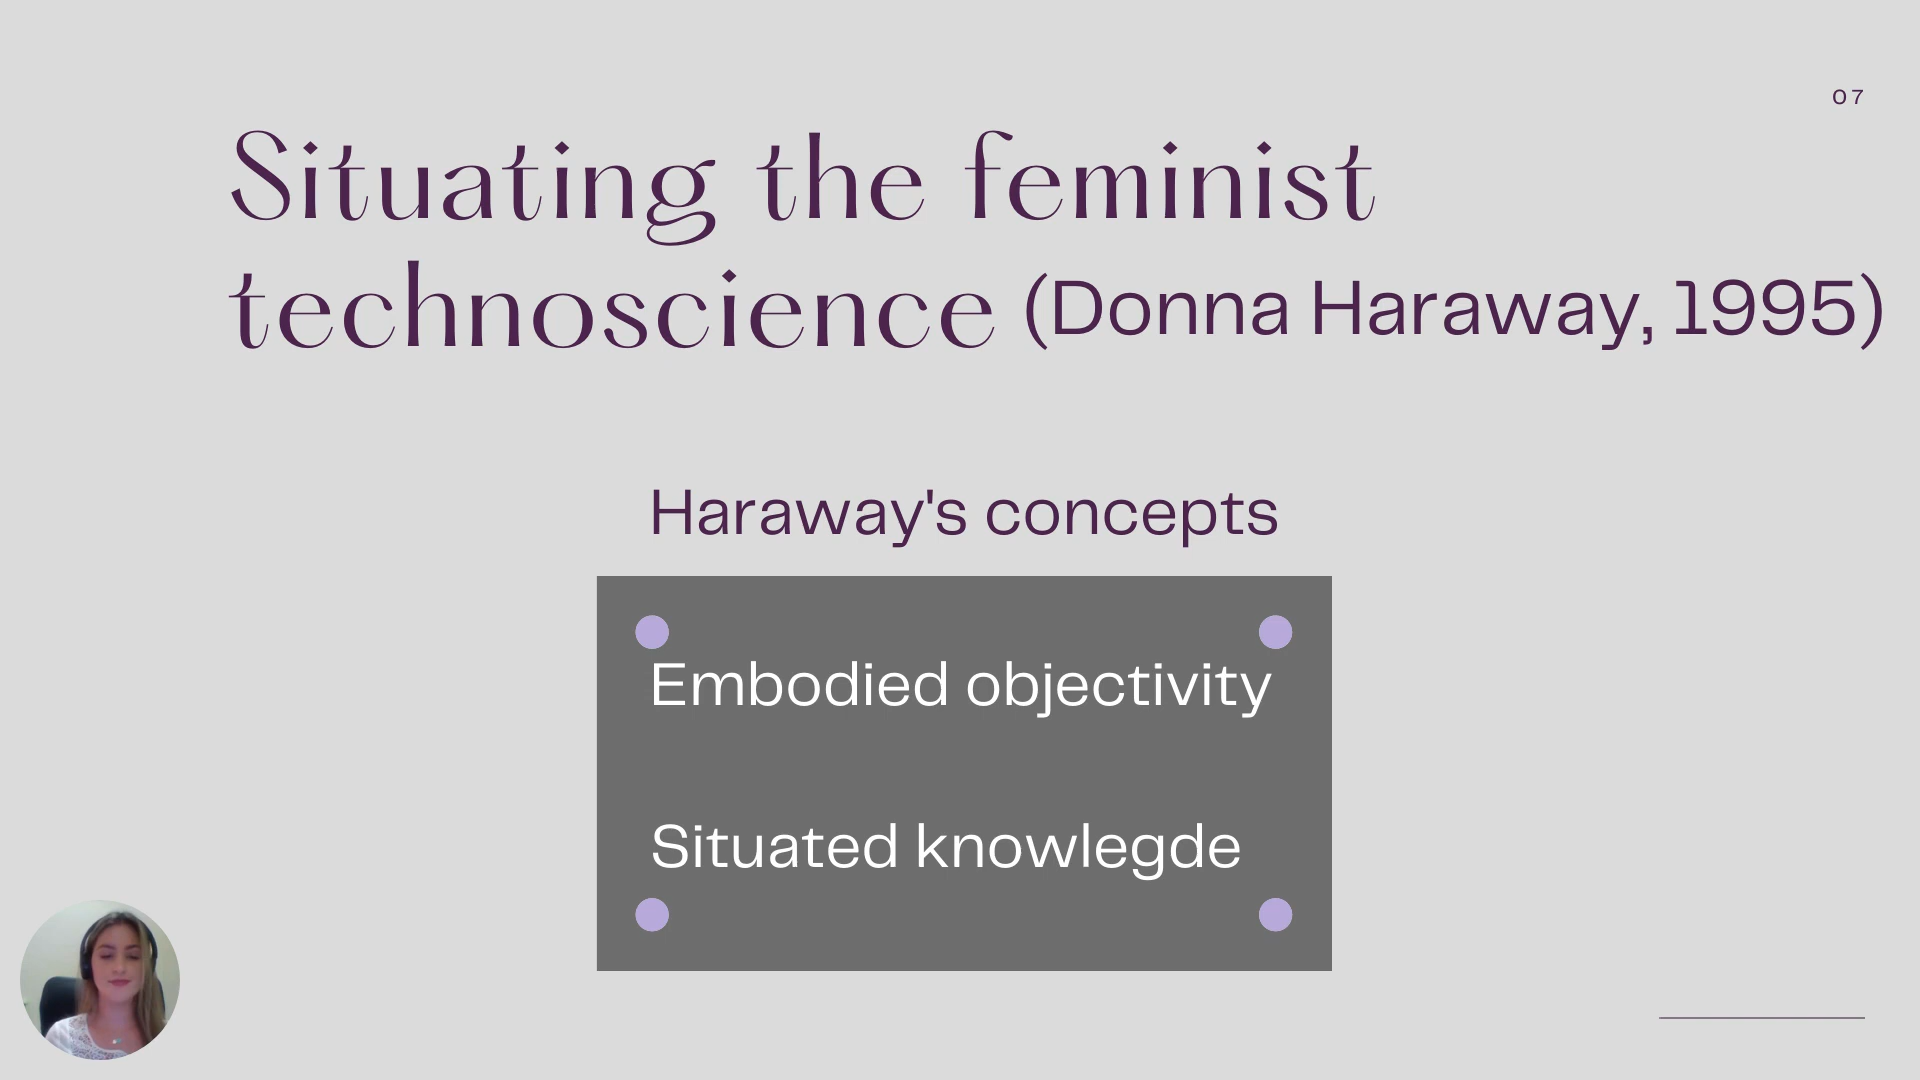 07
Situating the feminist
technoscience (Donna Haraway, 1995)
Haraway's concepts
Embodied objectivity
Situated knowlegde